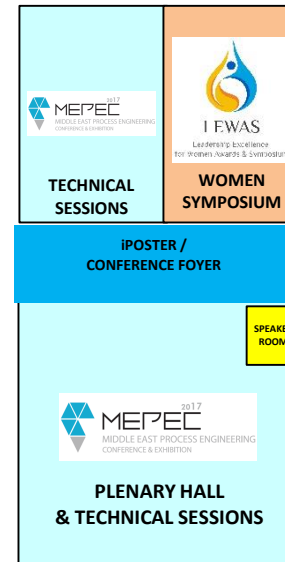 2017
MEPEC
MIDDLE EAST PROCESS ENGINEERING
CONFERENCE & EXHIBITION
TECHNICAL
SESSIONS
LEWAS
Leadership Excellence
for Women Awards & Symposium
WOMEN
SYMPOSIUM
iPOSTER /
CONFERENCE FOYER
SPEAKE
ROOM
2017
MEPEC
MIDDLE EAST PROCESS ENGINEERING
CONFERENCE & EXHIBITION
PLENARY HALL
& TECHNICAL SESSIONS